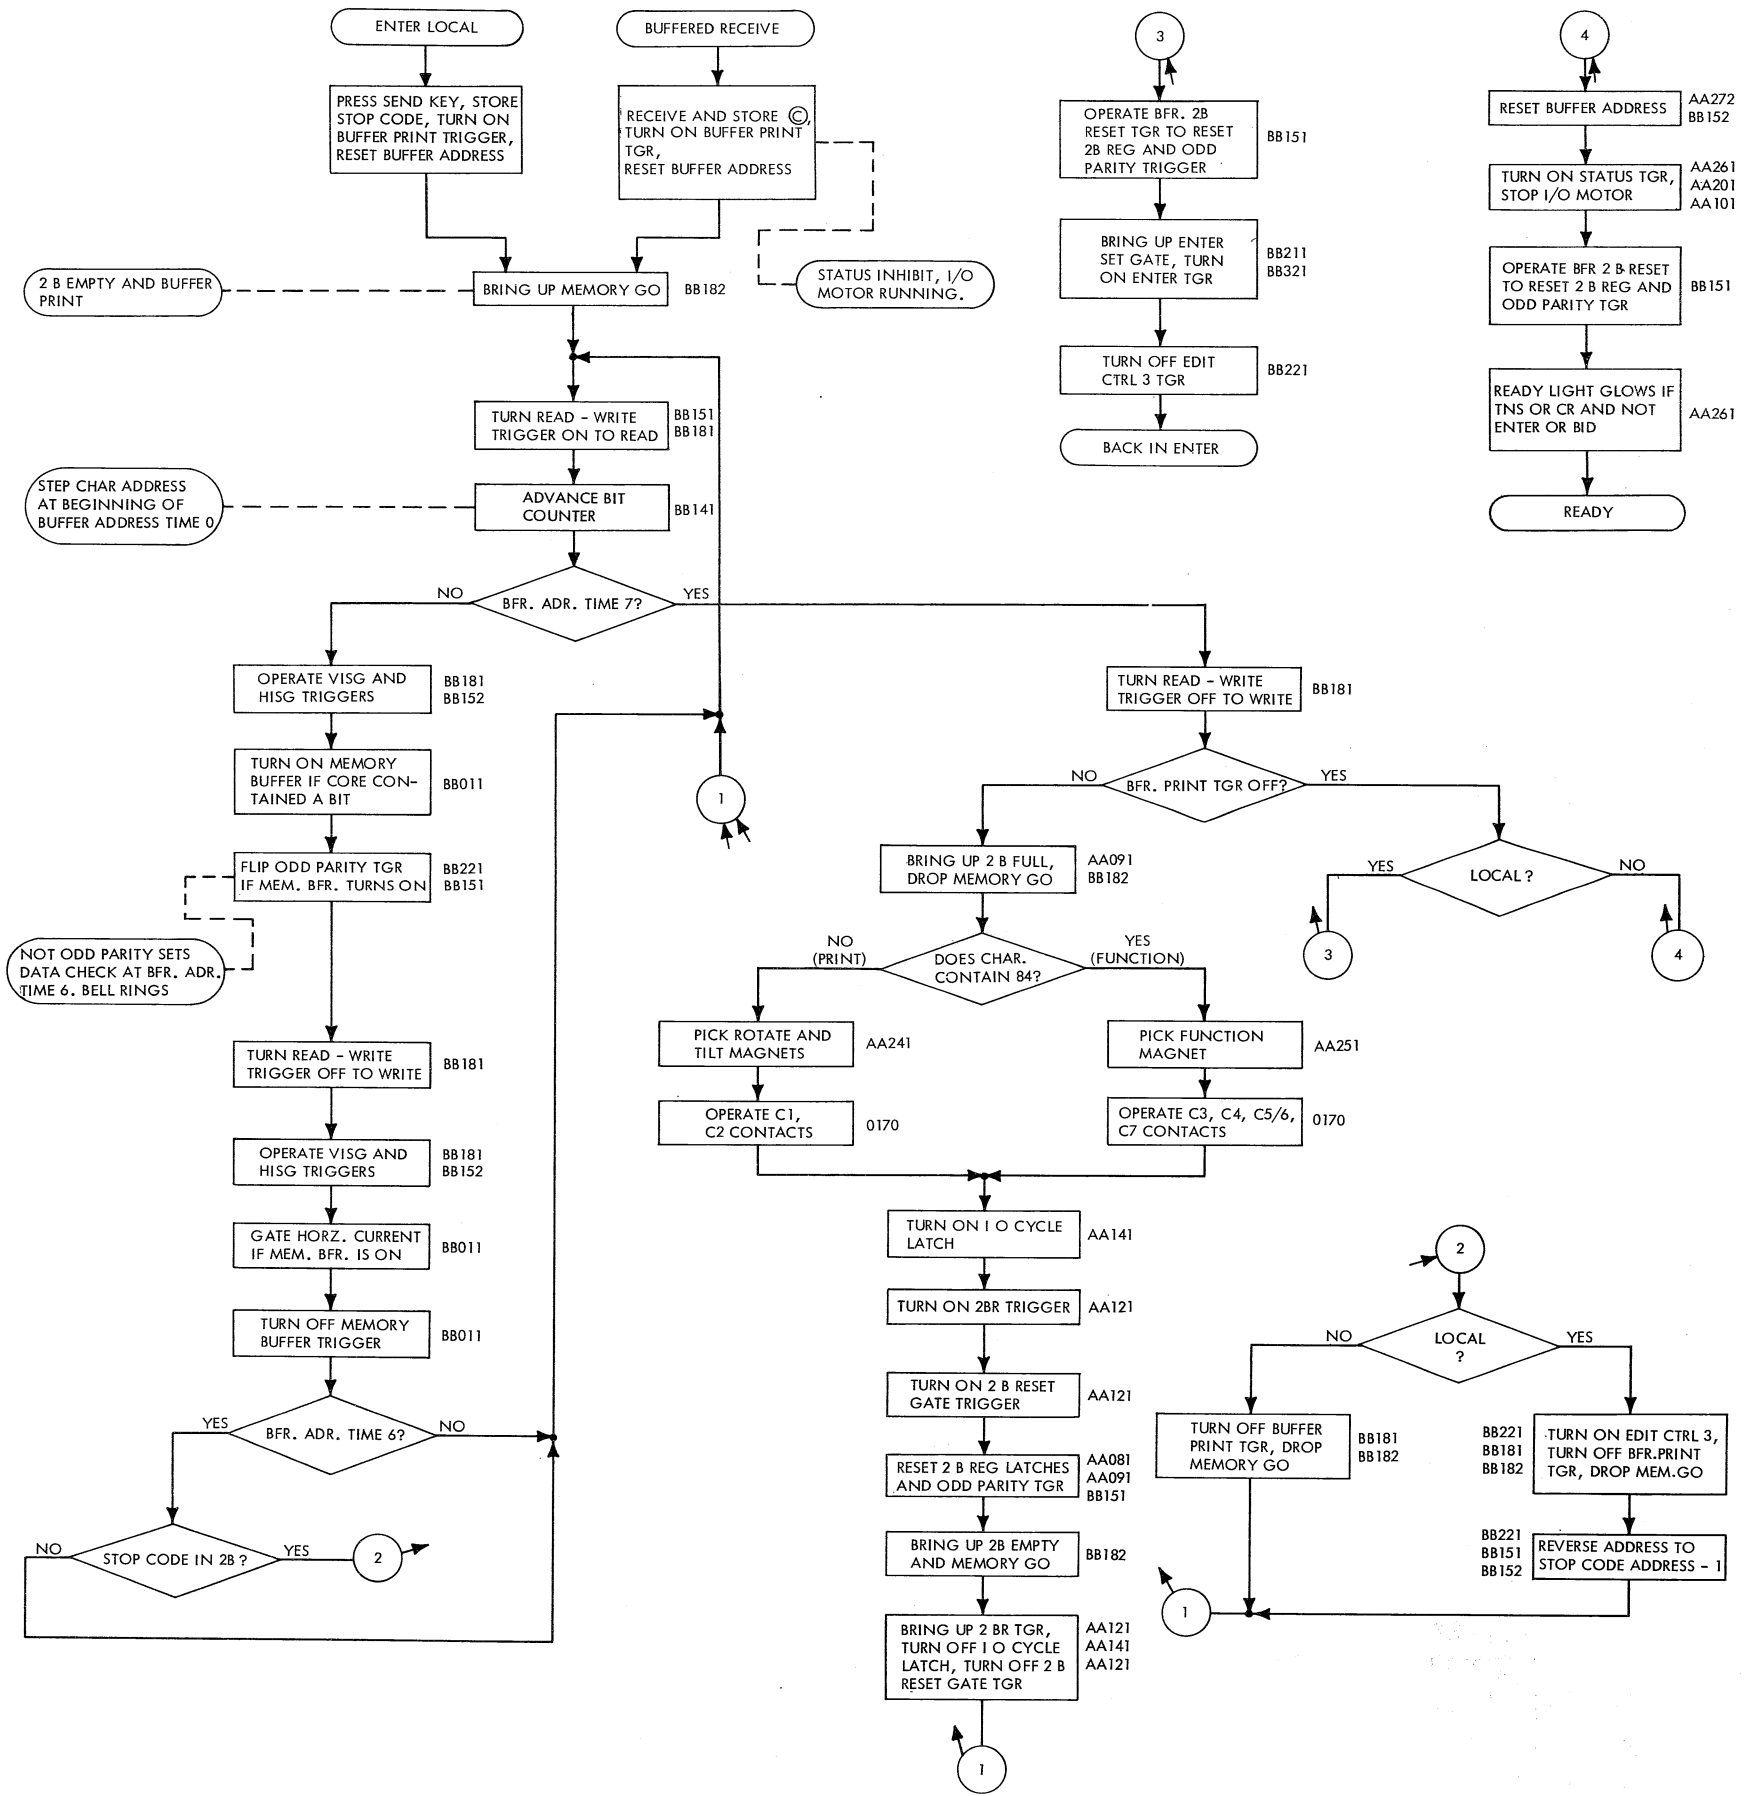 ENTER LOCAL
PRESS SEND KEY, STORE
STOP CODE, TURN ON
BUFFER PRINT TRIGGER,
RESET BUFFER ADDRESS
BUFFERED RECEIVE
RECEIVE AND STORE Ⓒ,
TURN ON BUFFER PRINT
TGR,
RESET BUFFER ADDRESS
STATUS INHIBIT, I/O
MOTOR RUNNING.
2 B EMPTY AND BUFFER
PRINT
BRING UP MEMORY GO
BB182
TURN READ - WRITE
TRIGGER ON TO READ
BB151
BB181
STEP CHAR ADDRESS
AT BEGINNING OF
BUFFER ADDRESS TIME 0
ADVANCE BIT
COUNTER
BB141
BFR. ADR. TIME 7?
NO
YES
OPERATE VISG AND
HISG TRIGGERS
BB181
BB152
TURN ON MEMORY
BUFFER IF CORE CON-
TAINED A BIT
BB011
FLIP ODD PARITY TGR
IF MEM. BFR. TURNS ON
BB221
BB151
NOT ODD PARITY SETS
DATA CHECK AT BFR. ADR.
TIME 6. BELL RINGS
TURN READ - WRITE
TRIGGER OFF TO WRITE
BB181
OPERATE VISG AND
HISG TRIGGERS
BB181
BB152
GATE HORZ. CURRENT
IF MEM. BFR. IS ON
BB011
TURN OFF MEMORY
BUFFER TRIGGER
BB011
BFR. ADR. TIME 6?
YES
NO
STOP CODE IN 2B ?
NO
YES
2
1
TURN READ - WRITE
TRIGGER OFF TO WRITE
BB181
BFR. PRINT TGR OFF?
NO
YES
BRING UP 2 B FULL,
DROP MEMORY GO
AA091
BB182
LOCAL ?
YES
NO
3
4
DOES CHAR.
CONTAIN 84?
NO
(PRINT)
YES
(FUNCTION)
PICK ROTATE AND
TILT MAGNETS
AA241
PICK FUNCTION
MAGNET
AA251
OPERATE C1,
C2 CONTACTS
0170
OPERATE C3, C4, C5/6,
C7 CONTACTS
0170
TURN ON I O CYCLE
LATCH
AA141
TURN ON 2BR TRIGGER
AA121
TURN ON 2 B RESET
GATE TRIGGER
AA121
RESET 2 B REG LATCHES
AND ODD PARITY TGR
AA081
AA091
BB151
BRING UP 2B EMPTY
AND MEMORY GO
BB182
BRING UP 2 BR TGR,
TURN OFF I O CYCLE
LATCH, TURN OFF 2 B
RESET GATE TGR
AA121
AA141
AA121
1
3
OPERATE BFR. 2B
RESET TGR TO RESET
2B REG AND ODD
PARITY TRIGGER
BB151
BRING UP ENTER
SET GATE, TURN
ON ENTER TGR
BB211
BB321
TURN OFF EDIT
CTRL 3 TGR
BB221
BACK IN ENTER
4
RESET BUFFER ADDRESS
AA272
BB152
TURN ON STATUS TGR,
STOP I/O MOTOR
AA261
AA201
AA101
OPERATE BFR 2 B RESET
TO RESET 2 B REG AND
ODD PARITY TGR
BB151
READY LIGHT GLOWS IF
TNS OR CR AND NOT
ENTER OR BID
AA261
READY
2
LOCAL
?
NO
YES
TURN OFF BUFFER
PRINT TGR, DROP
MEMORY GO
BB181
BB182
BB221
BB181
BB182
TURN ON EDIT CTRL 3,
TURN OFF BFR.PRINT
TGR, DROP MEM.GO
BB221
BB151
BB152
REVERSE ADDRESS TO
STOP CODE ADDRESS - 1
1